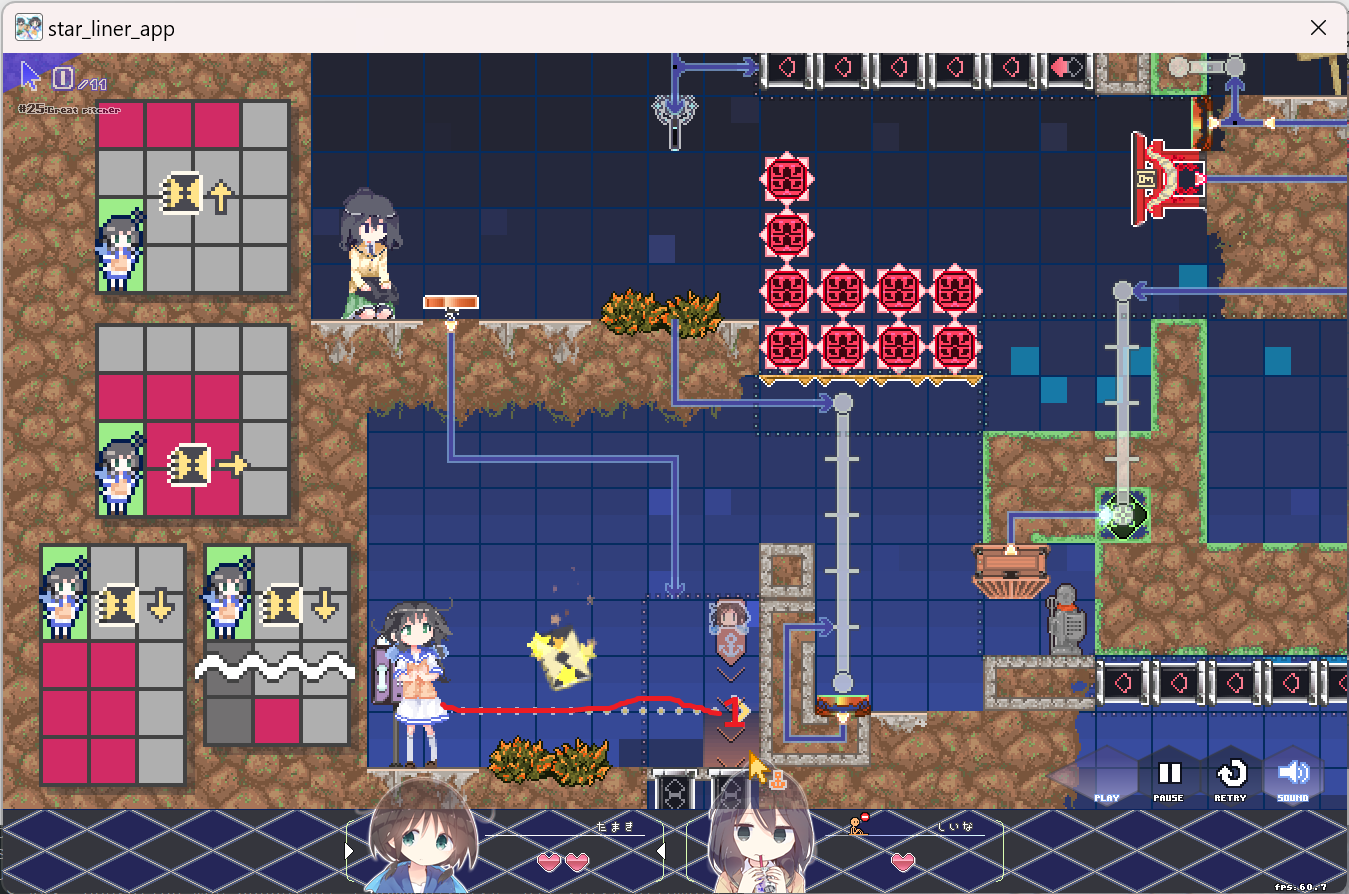 star_liner_app
0/11
#25:Great pitcher
1
PLAY
PAUSE
RETRY
SOUND
たまき
しいな
fps:60.7